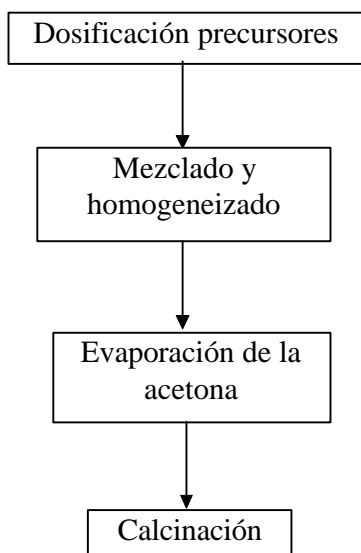 Dosificación precursores
Mezclado y
homogeneizado
Evaporación de la
acetona
Calcinación